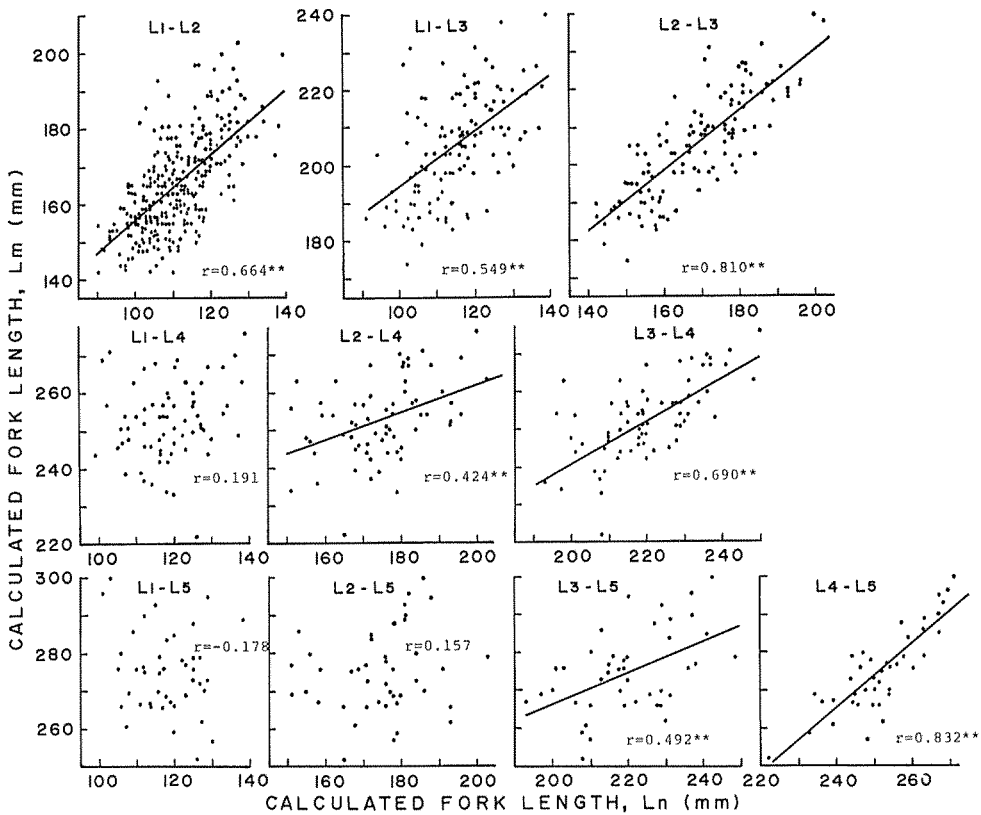 CALCULATED FORK LENGTH, Lm (mm)
L1-L2
L1-L3
L2-L3
200
180
160
140
240
220
200
180
r=0.664**
r=0.549**
r=0.810**
100 120 140
100 120 140
140 160 180 200
L1-L4
L2-L4
L3-L4
260
240
220
r=0.191
r=0.424**
r=0.690**
100 120 140
160 180 200
200 220 240
L1-L5
L2-L5
L3-L5
L4-L5
300
280
260
r=-0.178
r=0.157
r=0.492**
r=0.832**
100 120 140
160 180 200
200 220 240
220 240 260
CALCULATED FORK LENGTH, Ln (mm)